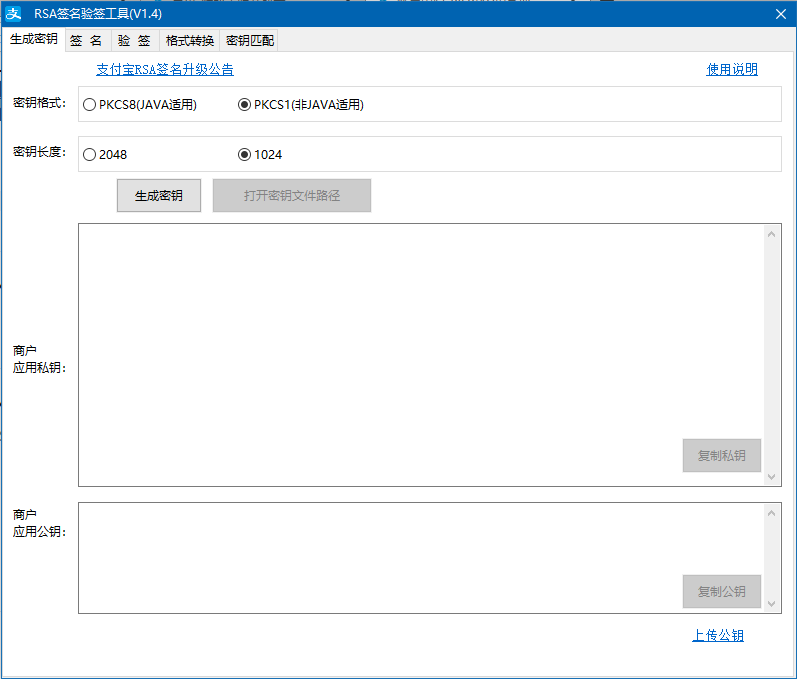 RSA签名验签工具(V1.4)
生成密钥 签 名 验 签 格式转换 密钥匹配
支付宝RSA签名升级公告 使用说明
密钥格式: PKCS8(JAVA适用) PKCS1(非JAVA适用)
密钥长度: 2048 1024
生成密钥 打开密钥文件路径
商户
应用私钥:
复制私钥
商户
应用公钥:
复制公钥
上传公钥